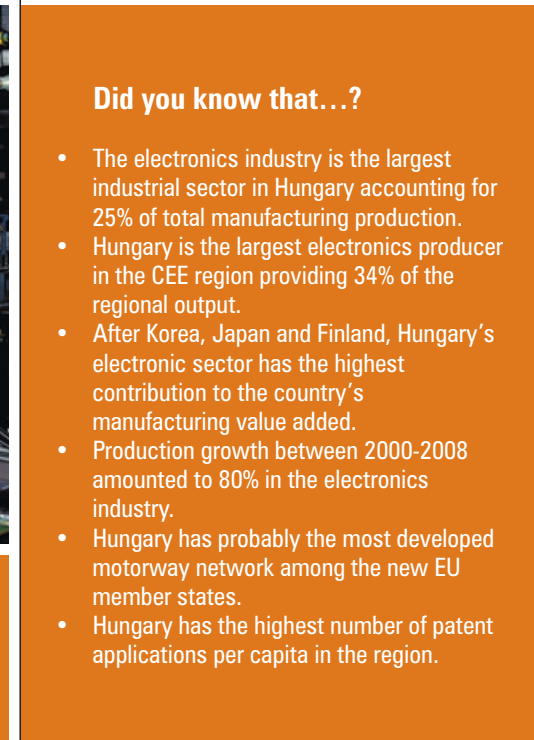 Did you know that…?
• The electronics industry is the largest
industrial sector in Hungary accounting for
25% of total manufacturing production.
• Hungary is the largest electronics producer
in the CEE region providing 34% of the
regional output.
• After Korea, Japan and Finland, Hungary’s
electronic sector has the highest
contribution to the country’s
manufacturing value added.
• Production growth between 2000-2008
amounted to 80% in the electronics
industry.
• Hungary has probably the most developed
motorway network among the new EU
member states.
• Hungary has the highest number of patent
applications per capita in the region.